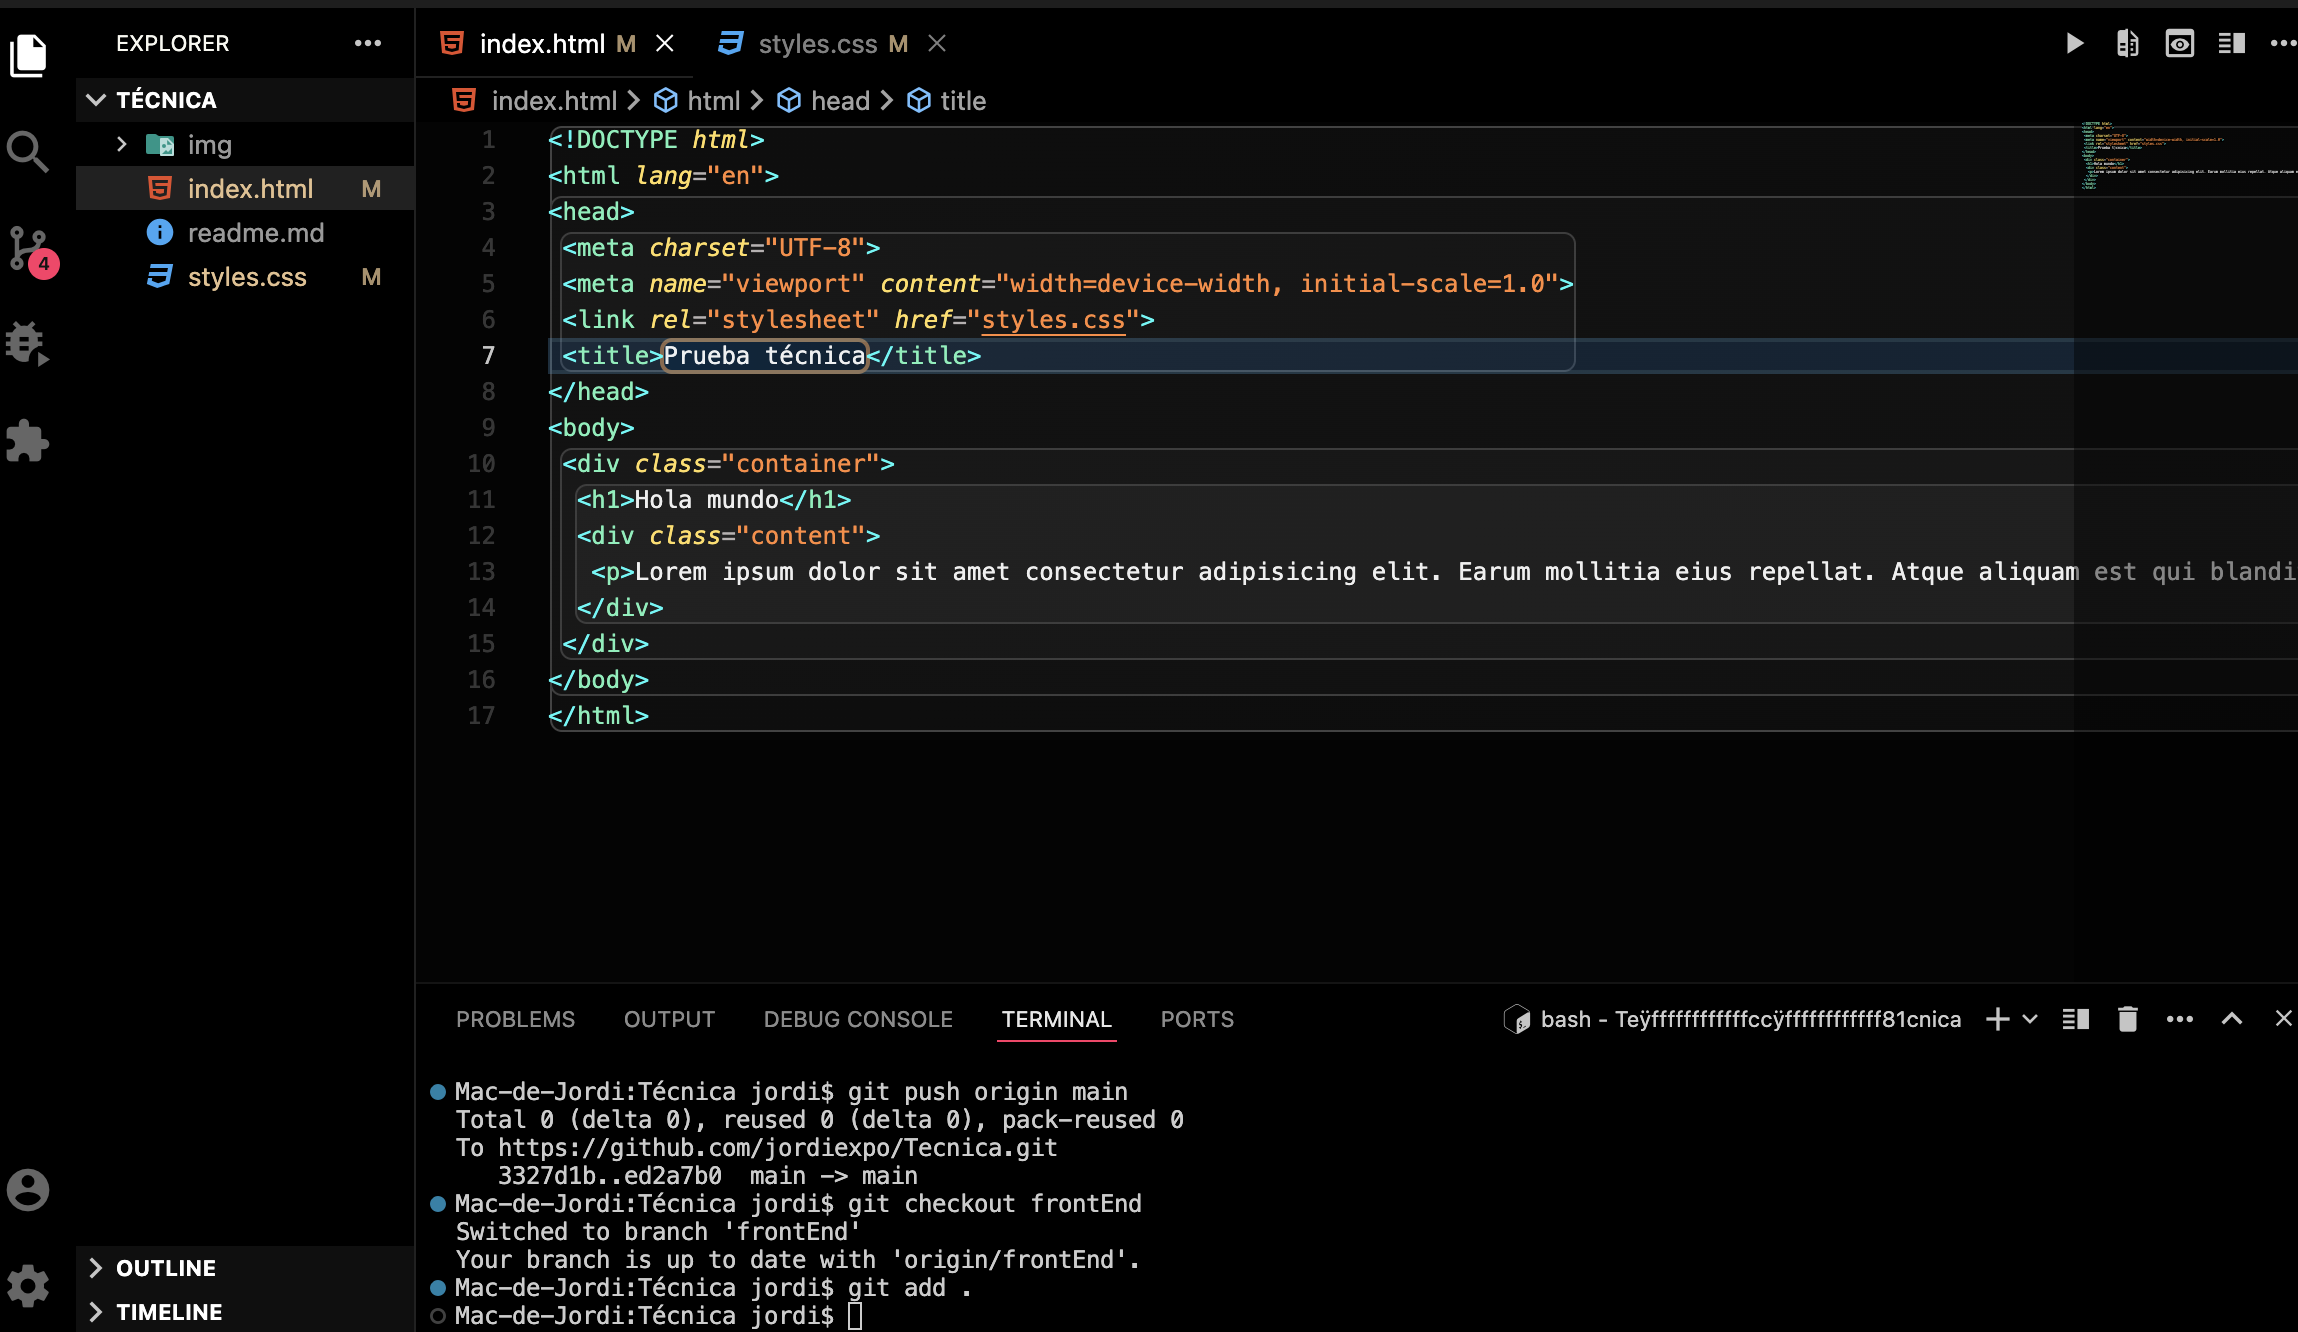 EXPLORER
TÉCNICA
img
index.html M
readme.md
styles.css M
4
OUTLINE
TIMELINE
index.html M
styles.css M
index.html > html > head > title
1 <!DOCTYPE html>
2 <html lang="en">
3 <head>
4 <meta charset="UTF-8">
5 <meta name="viewport" content="width=device-width, initial-scale=1.0">
6 <link rel="stylesheet" href="styles.css">
7 <title>Prueba técnica</title>
8 </head>
9 <body>
10 <div class="container">
11 <h1>Hola mundo</h1>
12 <div class="content">
13 <p>Lorem ipsum dolor sit amet consectetur adipisicing elit. Earum mollitia eius repellat. Atque aliquam est qui blandi
14 </div>
15 </div>
16 </body>
17 </html>
PROBLEMS OUTPUT DEBUG CONSOLE TERMINAL PORTS
Mac-de-Jordi:Técnica jordi$ git push origin main
Total 0 (delta 0), reused 0 (delta 0), pack-reused 0
To https://github.com/jordiexpo/Tecnica.git
3327d1b..ed2a7b0 main -> main
Mac-de-Jordi:Técnica jordi$ git checkout frontEnd
Switched to branch 'frontEnd'
Your branch is up to date with 'origin/frontEnd'.
Mac-de-Jordi:Técnica jordi$ git add .
Mac-de-Jordi:Técnica jordi$